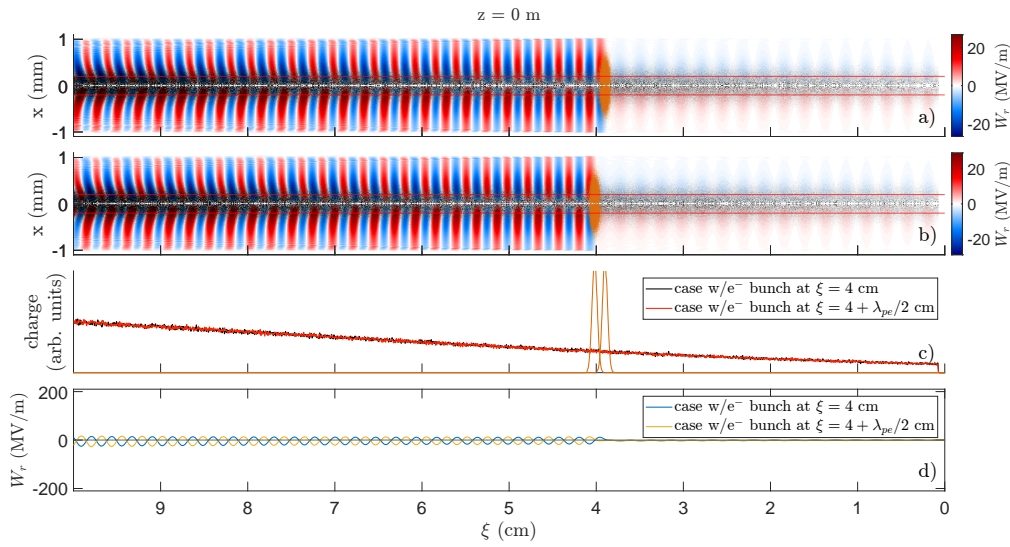 z = 0 m
1
0
-1
x (mm)
a)
20
0
-20
W_r (MV/m)
1
0
-1
x (mm)
b)
20
0
-20
W_r (MV/m)
charge
(arb. units)
case w/e⁻ bunch at ξ = 4 cm
case w/e⁻ bunch at ξ = 4 + λ_pe/2 cm
c)
200
0
-200
W_r (MV/m)
case w/e⁻ bunch at ξ = 4 cm
case w/e⁻ bunch at ξ = 4 + λ_pe/2 cm
d)
9 8 7 6 5 4 3 2 1 0
ξ (cm)